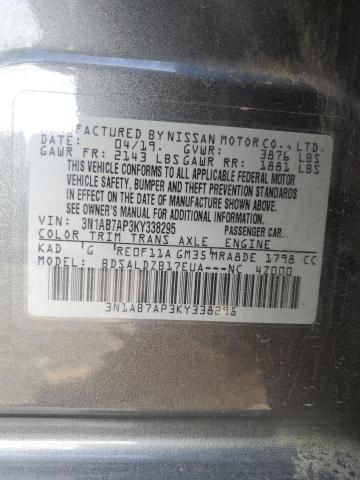 FACTURED BY NISSAN MOTOR CO., LTD.
DATE: 04/19. GVWR: 3876 LBS
GAWR FR: 2143 LBS GAWR RR: 1881 LBS
THIS VEHICLE CONFORMS TO ALL APPLICABLE FEDERAL MOTOR
VEHICLE SAFETY, BUMPER AND THEFT PREVENTION STANDARDS
IN EFFECT ON THE DATE OF MANUFACTURE SHOWN ABOVE.
SEE OWNER'S MANUAL FOR ADDITIONAL INFORMATION.
VIN: 3N1AB7AP3KY338295 PASSENGER CAR.
COLOR TRIM TRANS AXLE ENGINE
KAD G RE0F11A GM35 MRA8DE 1798 CC
BDSALDZB17EUA---NC 47000
3N1AB7AP3KY338295